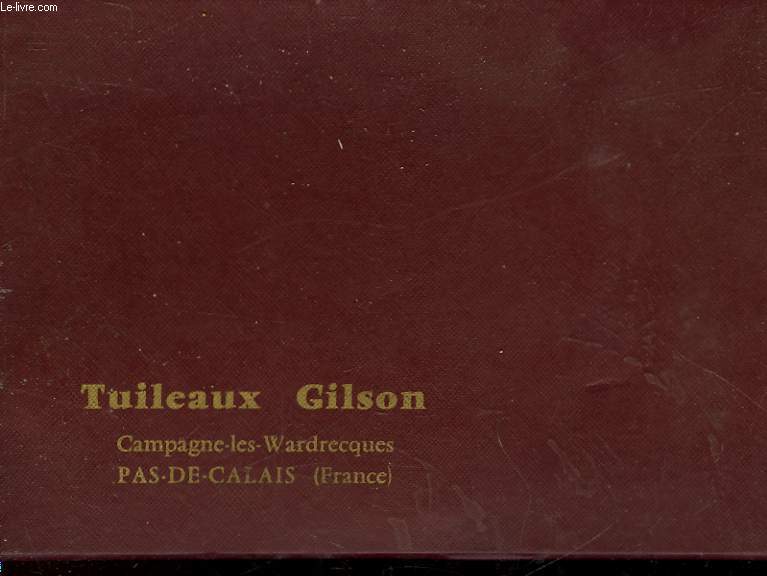 Le-livre.com
Tuileaux Gilson
Campagne-les-Wardrecques
PAS-DE-CALAIS (France)